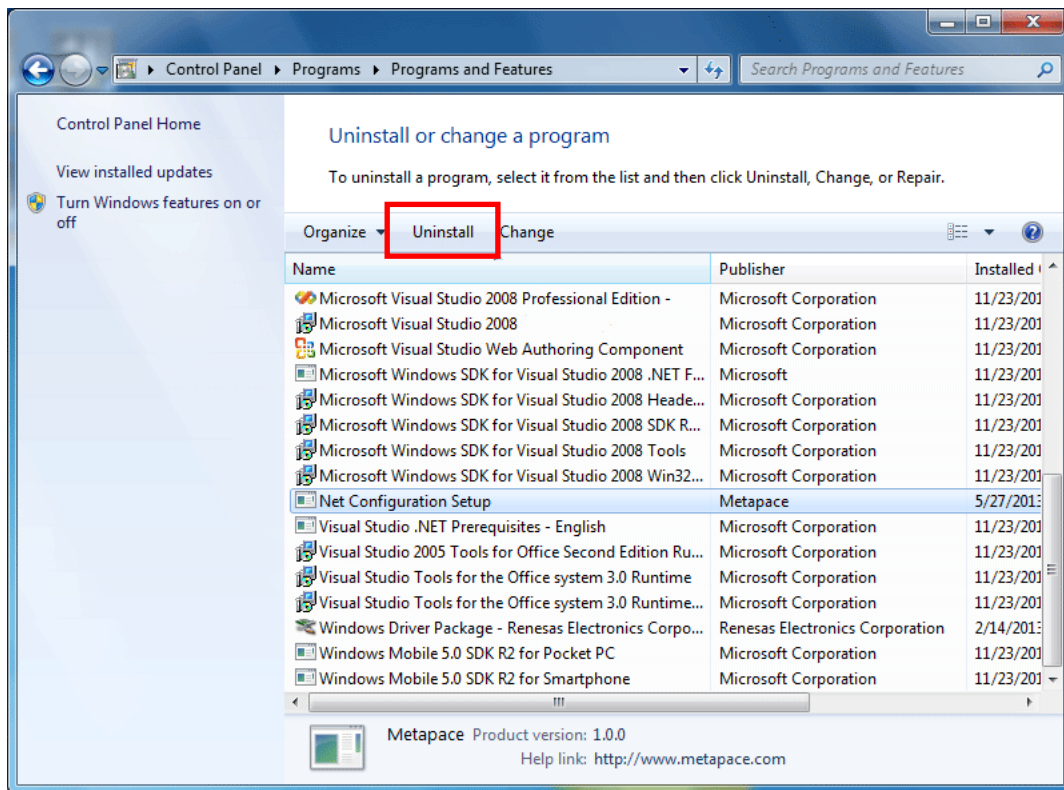 Control Panel Programs Programs and Features Search Programs and Features
Control Panel Home
View installed updates
Turn Windows features on or
off
Uninstall or change a program
To uninstall a program, select it from the list and then click Uninstall, Change, or Repair.
Organize Uninstall Change
Name Publisher Installed
Microsoft Visual Studio 2008 Professional Edition - Microsoft Corporation 11/23/201
Microsoft Visual Studio 2008 Microsoft Corporation 11/23/201
Microsoft Visual Studio Web Authoring Component Microsoft Corporation 11/23/201
Microsoft Windows SDK for Visual Studio 2008 .NET F... Microsoft 11/23/201
Microsoft Windows SDK for Visual Studio 2008 Heade... Microsoft Corporation 11/23/201
Microsoft Windows SDK for Visual Studio 2008 SDK R... Microsoft Corporation 11/23/201
Microsoft Windows SDK for Visual Studio 2008 Tools Microsoft Corporation 11/23/201
Microsoft Windows SDK for Visual Studio 2008 Win32... Microsoft Corporation 11/23/201
Net Configuration Setup Metapace 5/27/2013
Visual Studio .NET Prerequisites - English Microsoft Corporation 11/23/201
Visual Studio 2005 Tools for Office Second Edition Ru... Microsoft Corporation 11/23/201
Visual Studio Tools for the Office system 3.0 Runtime Microsoft Corporation 11/23/201
Visual Studio Tools for the Office system 3.0 Runtime... Microsoft Corporation 11/23/201
Windows Driver Package - Renesas Electronics Corpo... Renesas Electronics Corporation 2/14/2013
Windows Mobile 5.0 SDK R2 for Pocket PC Microsoft Corporation 11/23/201
Windows Mobile 5.0 SDK R2 for Smartphone Microsoft Corporation 11/23/201
Metapace Product version: 1.0.0
Help link: http://www.metapace.com